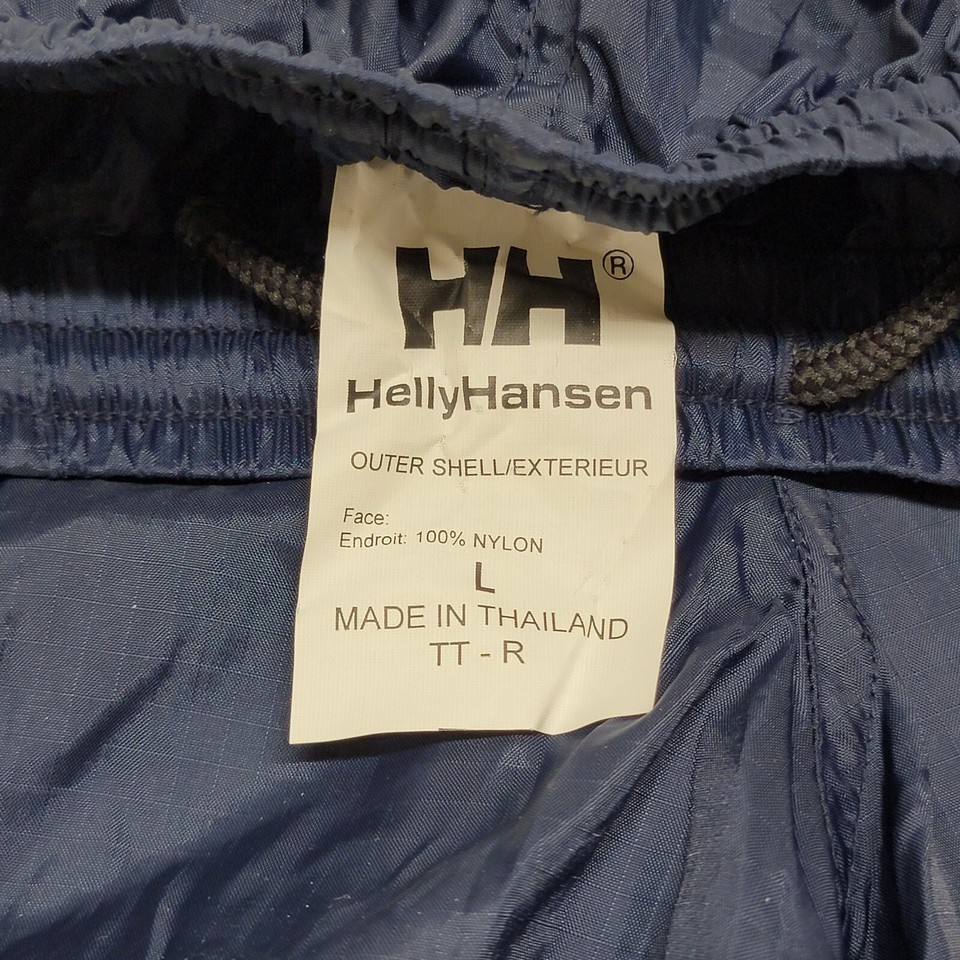 HH®
HellyHansen
OUTER SHELL/EXTERIEUR
Face:
Endroit: 100% NYLON
L
MADE IN THAILAND
TT - R